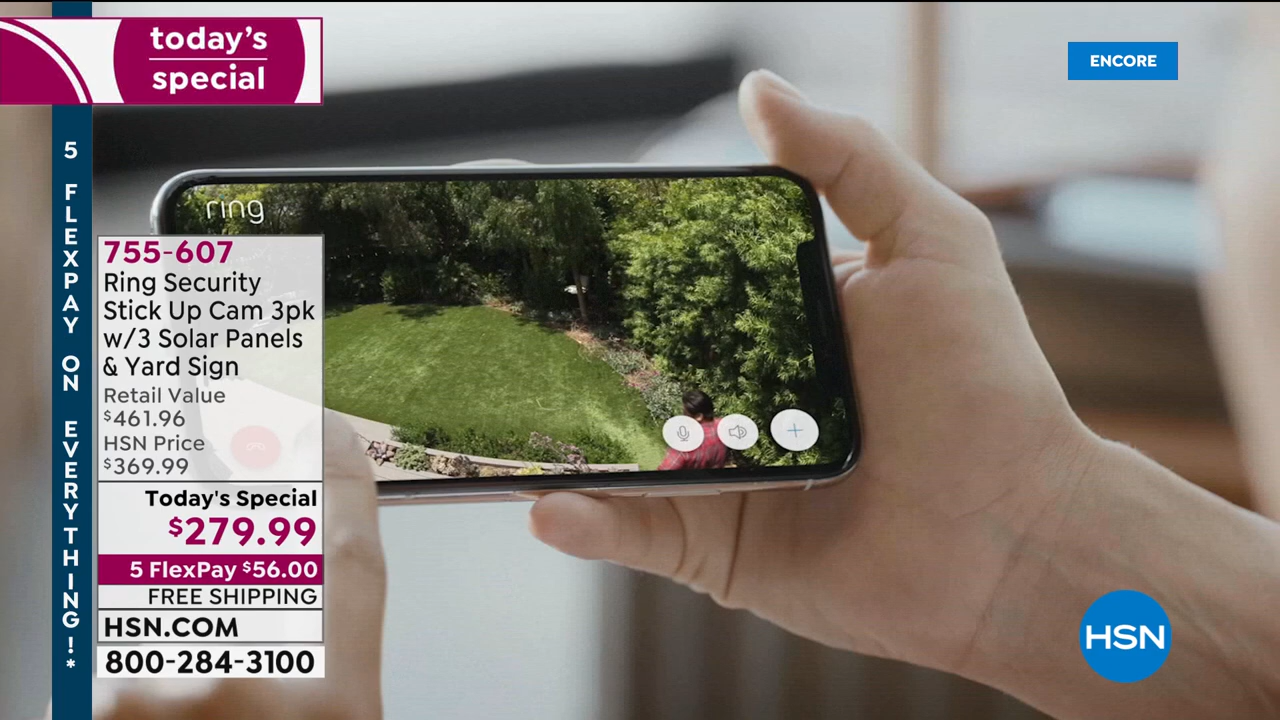 today's
special
ENCORE
5 FLEXPAY ON EVERYTHING!*
ring
755-607
Ring Security
Stick Up Cam 3pk
w/3 Solar Panels
& Yard Sign
Retail Value
$461.96
HSN Price
$369.99
Today's Special
$279.99
5 FlexPay $56.00
FREE SHIPPING
HSN.COM
800-284-3100
HSN